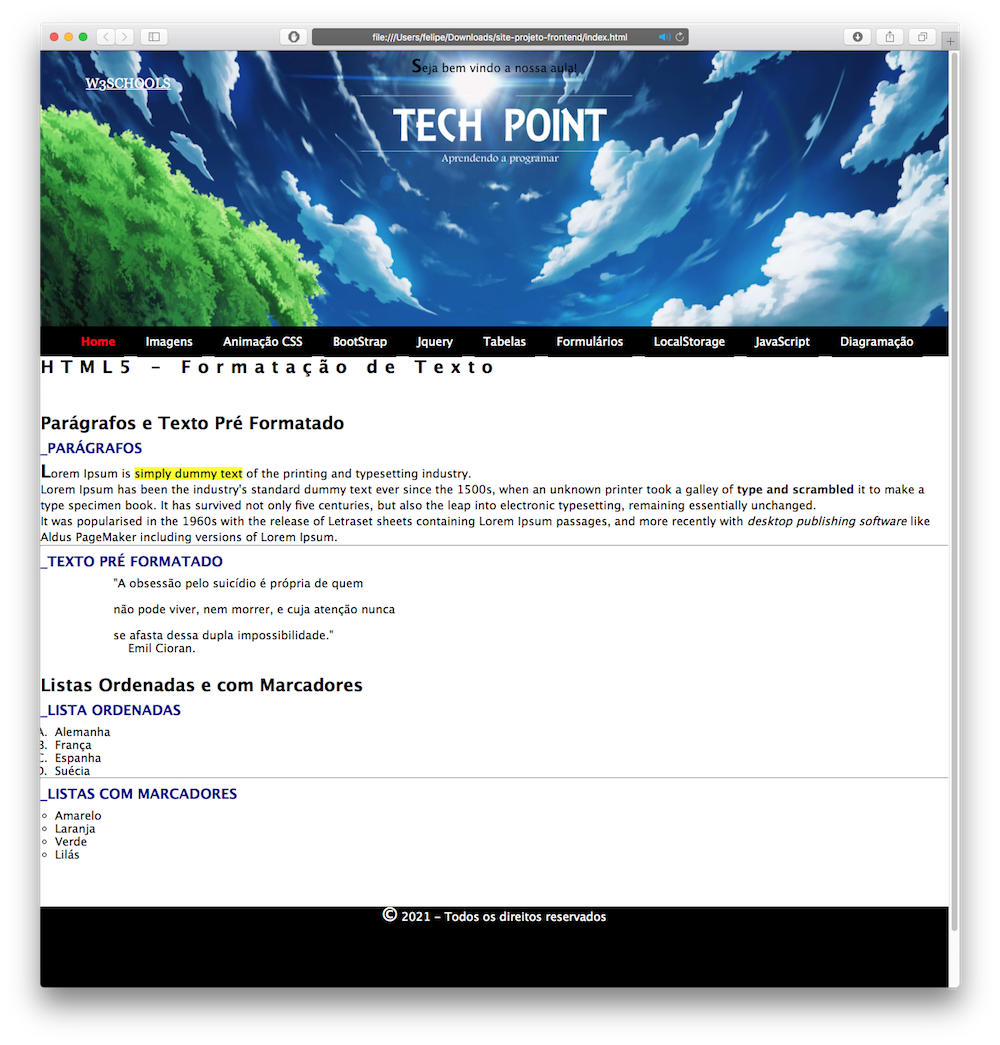 file:///Users/felipe/Downloads/site-projeto-frontend/index.html
Seja bem vindo a nossa aula!
W3SCHOOLS
TECH POINT
Aprendendo a programar
Home Imagens Animação CSS BootStrap Jquery Tabelas Formulários LocalStorage JavaScript Diagramação
HTML5 - Formatação de Texto
Parágrafos e Texto Pré Formatado
_PARÁGRAFOS
Lorem Ipsum is simply dummy text of the printing and typesetting industry.
Lorem Ipsum has been the industry's standard dummy text ever since the 1500s, when an unknown printer took a galley of type and scrambled it to make a
type specimen book. It has survived not only five centuries, but also the leap into electronic typesetting, remaining essentially unchanged.
It was popularised in the 1960s with the release of Letraset sheets containing Lorem Ipsum passages, and more recently with desktop publishing software like
Aldus PageMaker including versions of Lorem Ipsum.
_TEXTO PRÉ FORMATADO
"A obsessão pelo suicídio é própria de quem
não pode viver, nem morrer, e cuja atenção nunca
se afasta dessa dupla impossibilidade."
Emil Cioran.
Listas Ordenadas e com Marcadores
_LISTA ORDENADAS
A. Alemanha
B. França
C. Espanha
D. Suécia
_LISTAS COM MARCADORES
Amarelo
Laranja
Verde
Lilás
© 2021 - Todos os direitos reservados